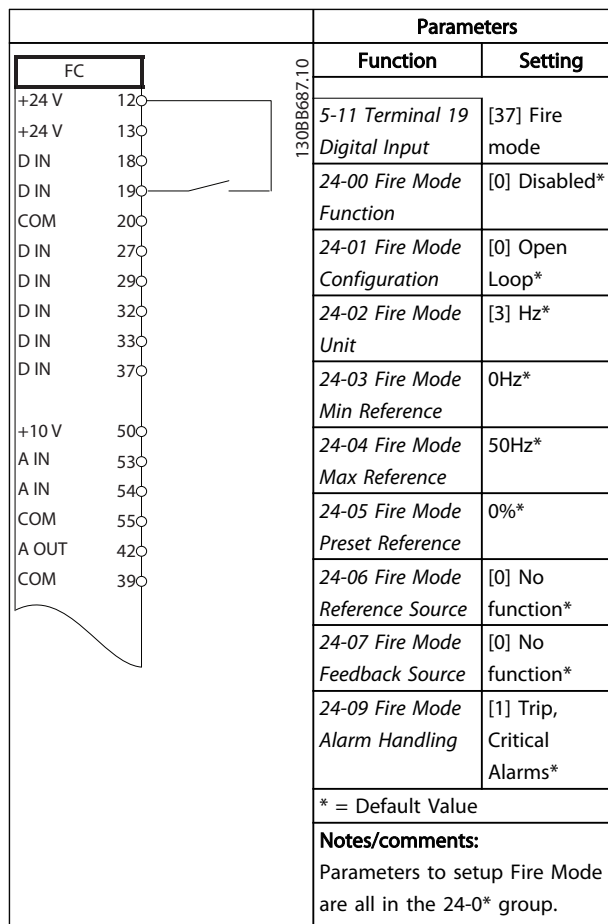 Parameters
FC
Function Setting
130BB687.10
+24 V 12
+24 V 13
D IN 18
D IN 19
COM 20
D IN 27
D IN 29
D IN 32
D IN 33
D IN 37
+10 V 50
A IN 53
A IN 54
COM 55
A OUT 42
COM 39
5-11 Terminal 19 [37] Fire
Digital Input mode
24-00 Fire Mode [0] Disabled*
Function
24-01 Fire Mode [0] Open
Configuration Loop*
24-02 Fire Mode [3] Hz*
Unit
24-03 Fire Mode 0Hz*
Min Reference
24-04 Fire Mode 50Hz*
Max Reference
24-05 Fire Mode 0%*
Preset Reference
24-06 Fire Mode [0] No
Reference Source function*
24-07 Fire Mode [0] No
Feedback Source function*
24-09 Fire Mode [1] Trip,
Alarm Handling Critical
Alarms*
* = Default Value
Notes/comments:
Parameters to setup Fire Mode
are all in the 24-0* group.